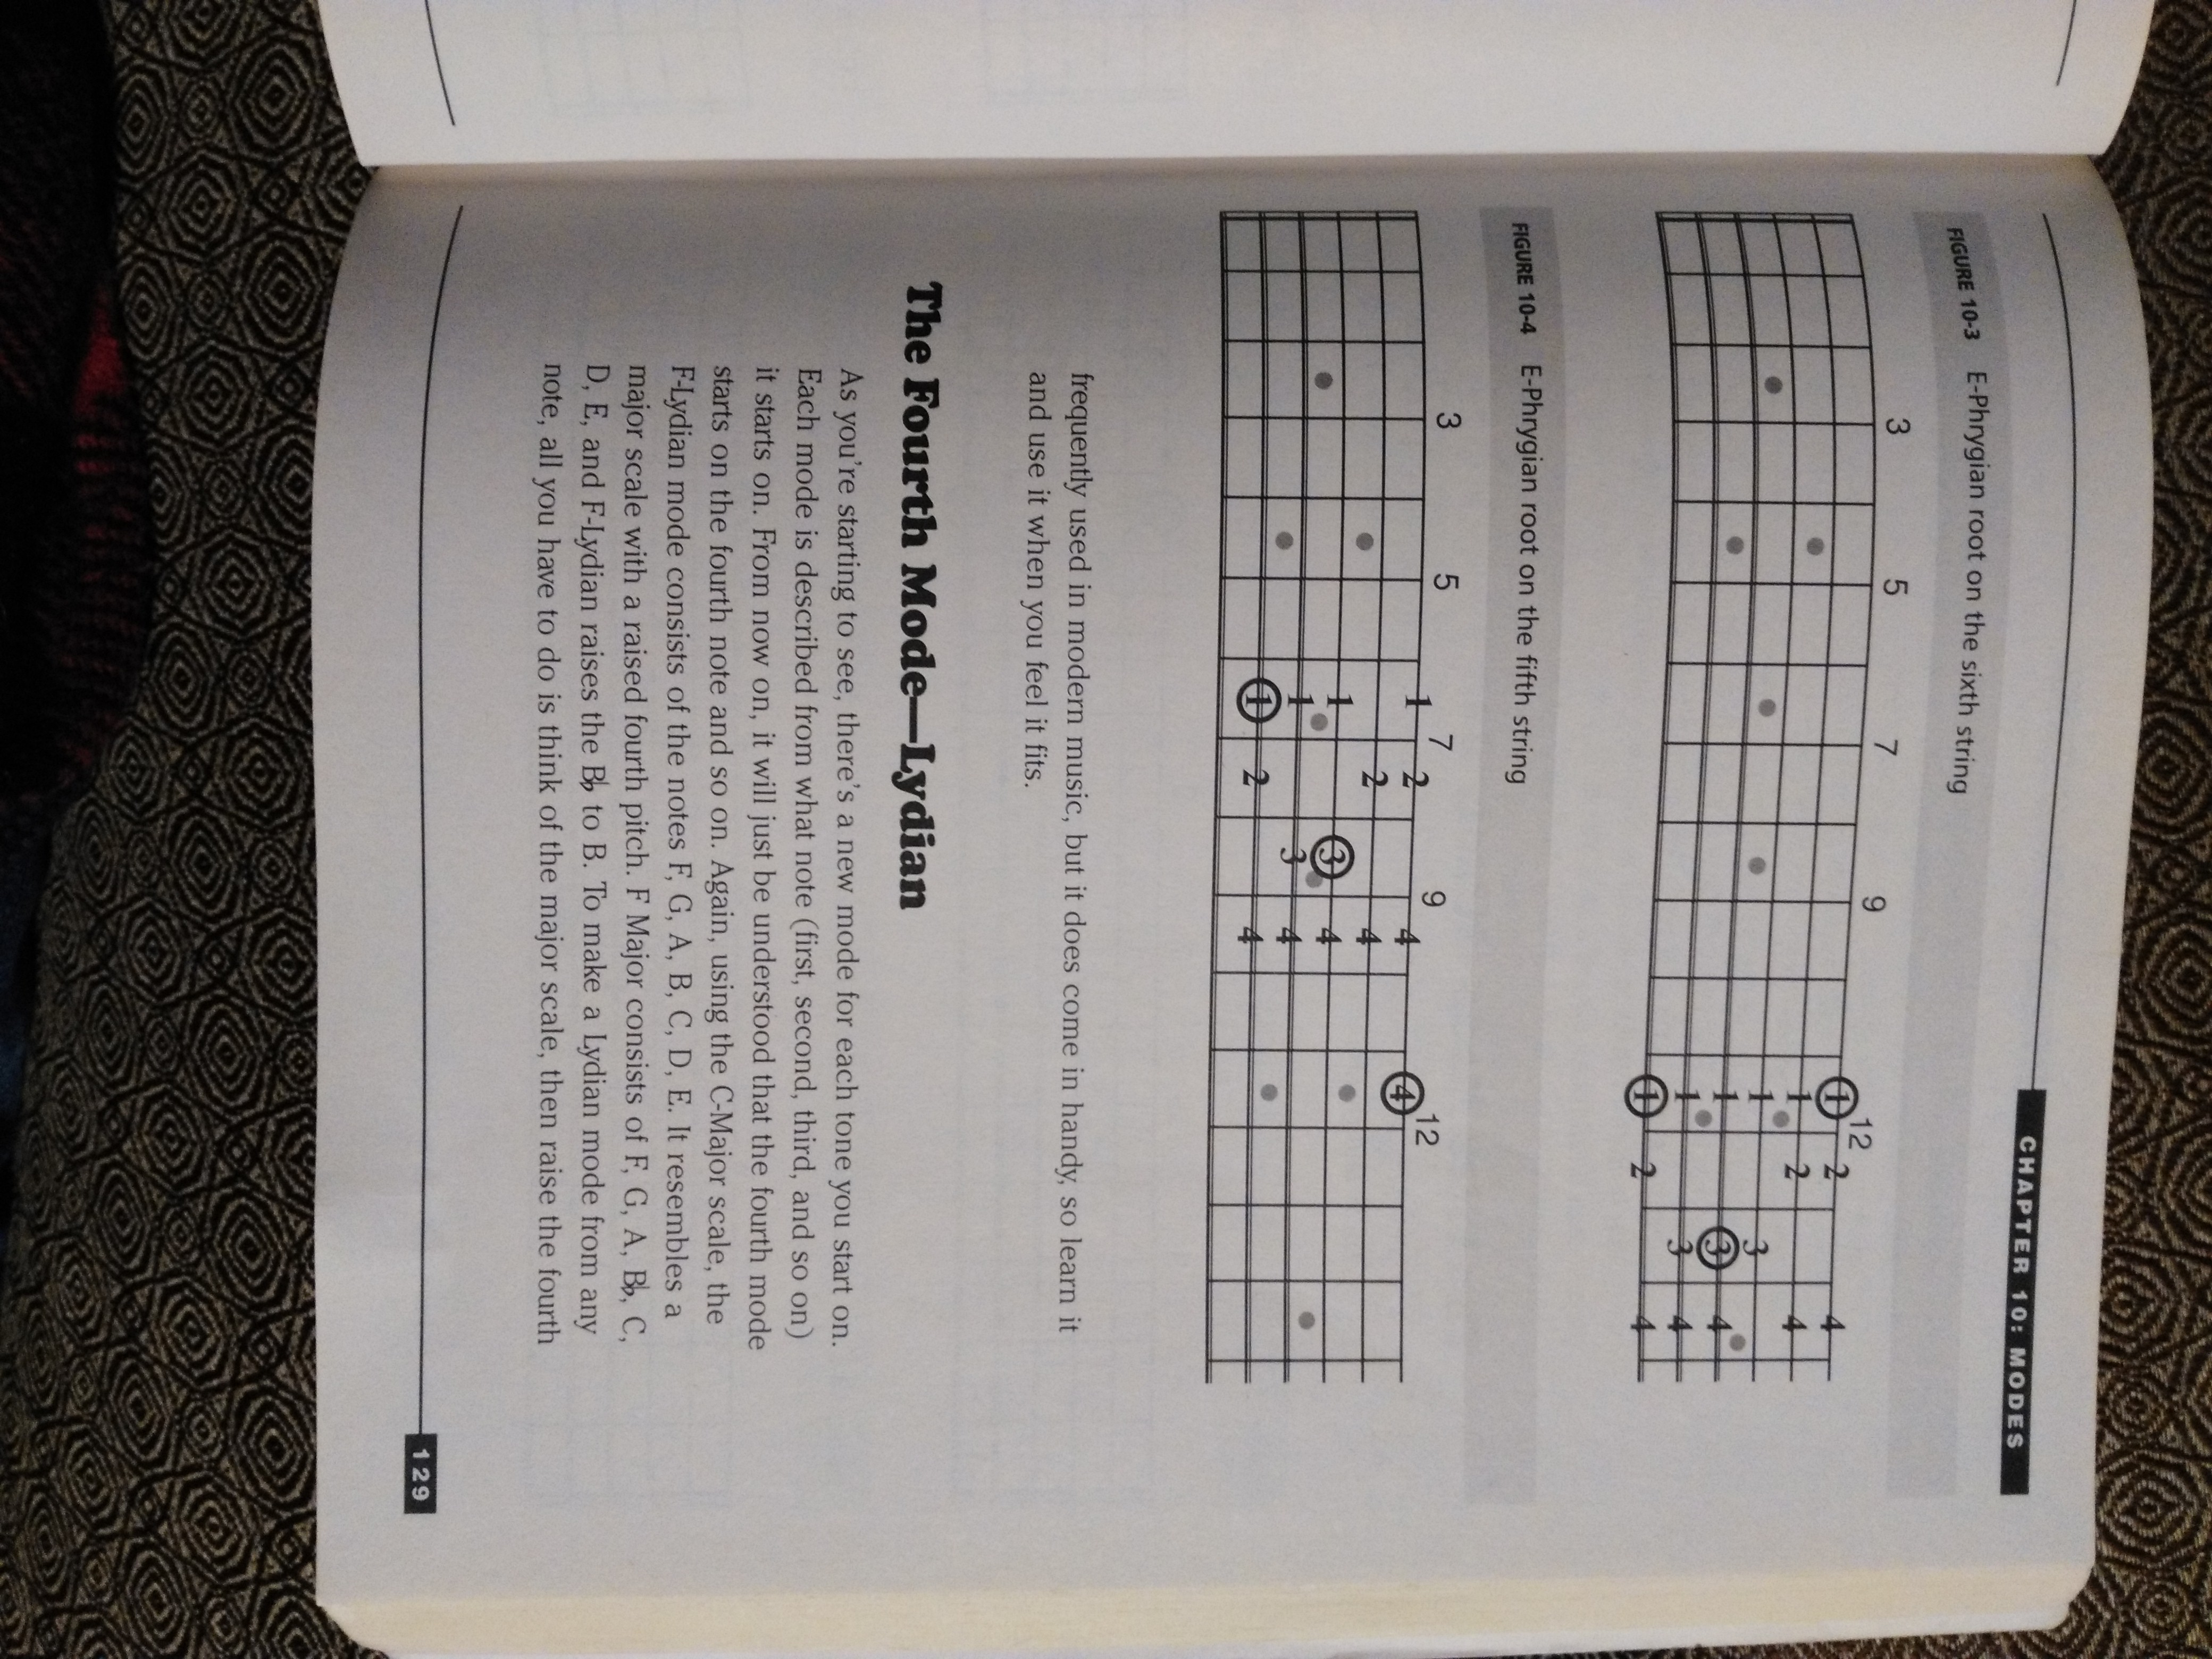 CHAPTER 10: MODES
FIGURE 10-3 E-Phrygian root on the sixth string
3 5 7 9 12
1 2 4
1 2 4
1 3
1 3 4
1 3 4
1 2 4
FIGURE 10-4 E-Phrygian root on the fifth string
3 5 7 9 12
1 2 4 4
2 4
1 3 4
1 3 4
1 2 4
frequently used in modern music, but it does come in handy, so learn it
and use it when you feel it fits.
The Fourth Mode—Lydian
As you're starting to see, there's a new mode for each tone you start on.
Each mode is described from what note (first, second, third, and so on)
it starts on. From now on, it will just be understood that the fourth mode
starts on the fourth note and so on. Again, using the C-Major scale, the
F-Lydian mode consists of the notes F, G, A, B, C, D, E. It resembles a
major scale with a raised fourth pitch. F Major consists of F, G, A, B♭, C,
D, E, and F-Lydian raises the B♭ to B. To make a Lydian mode from any
note, all you have to do is think of the major scale, then raise the fourth
129